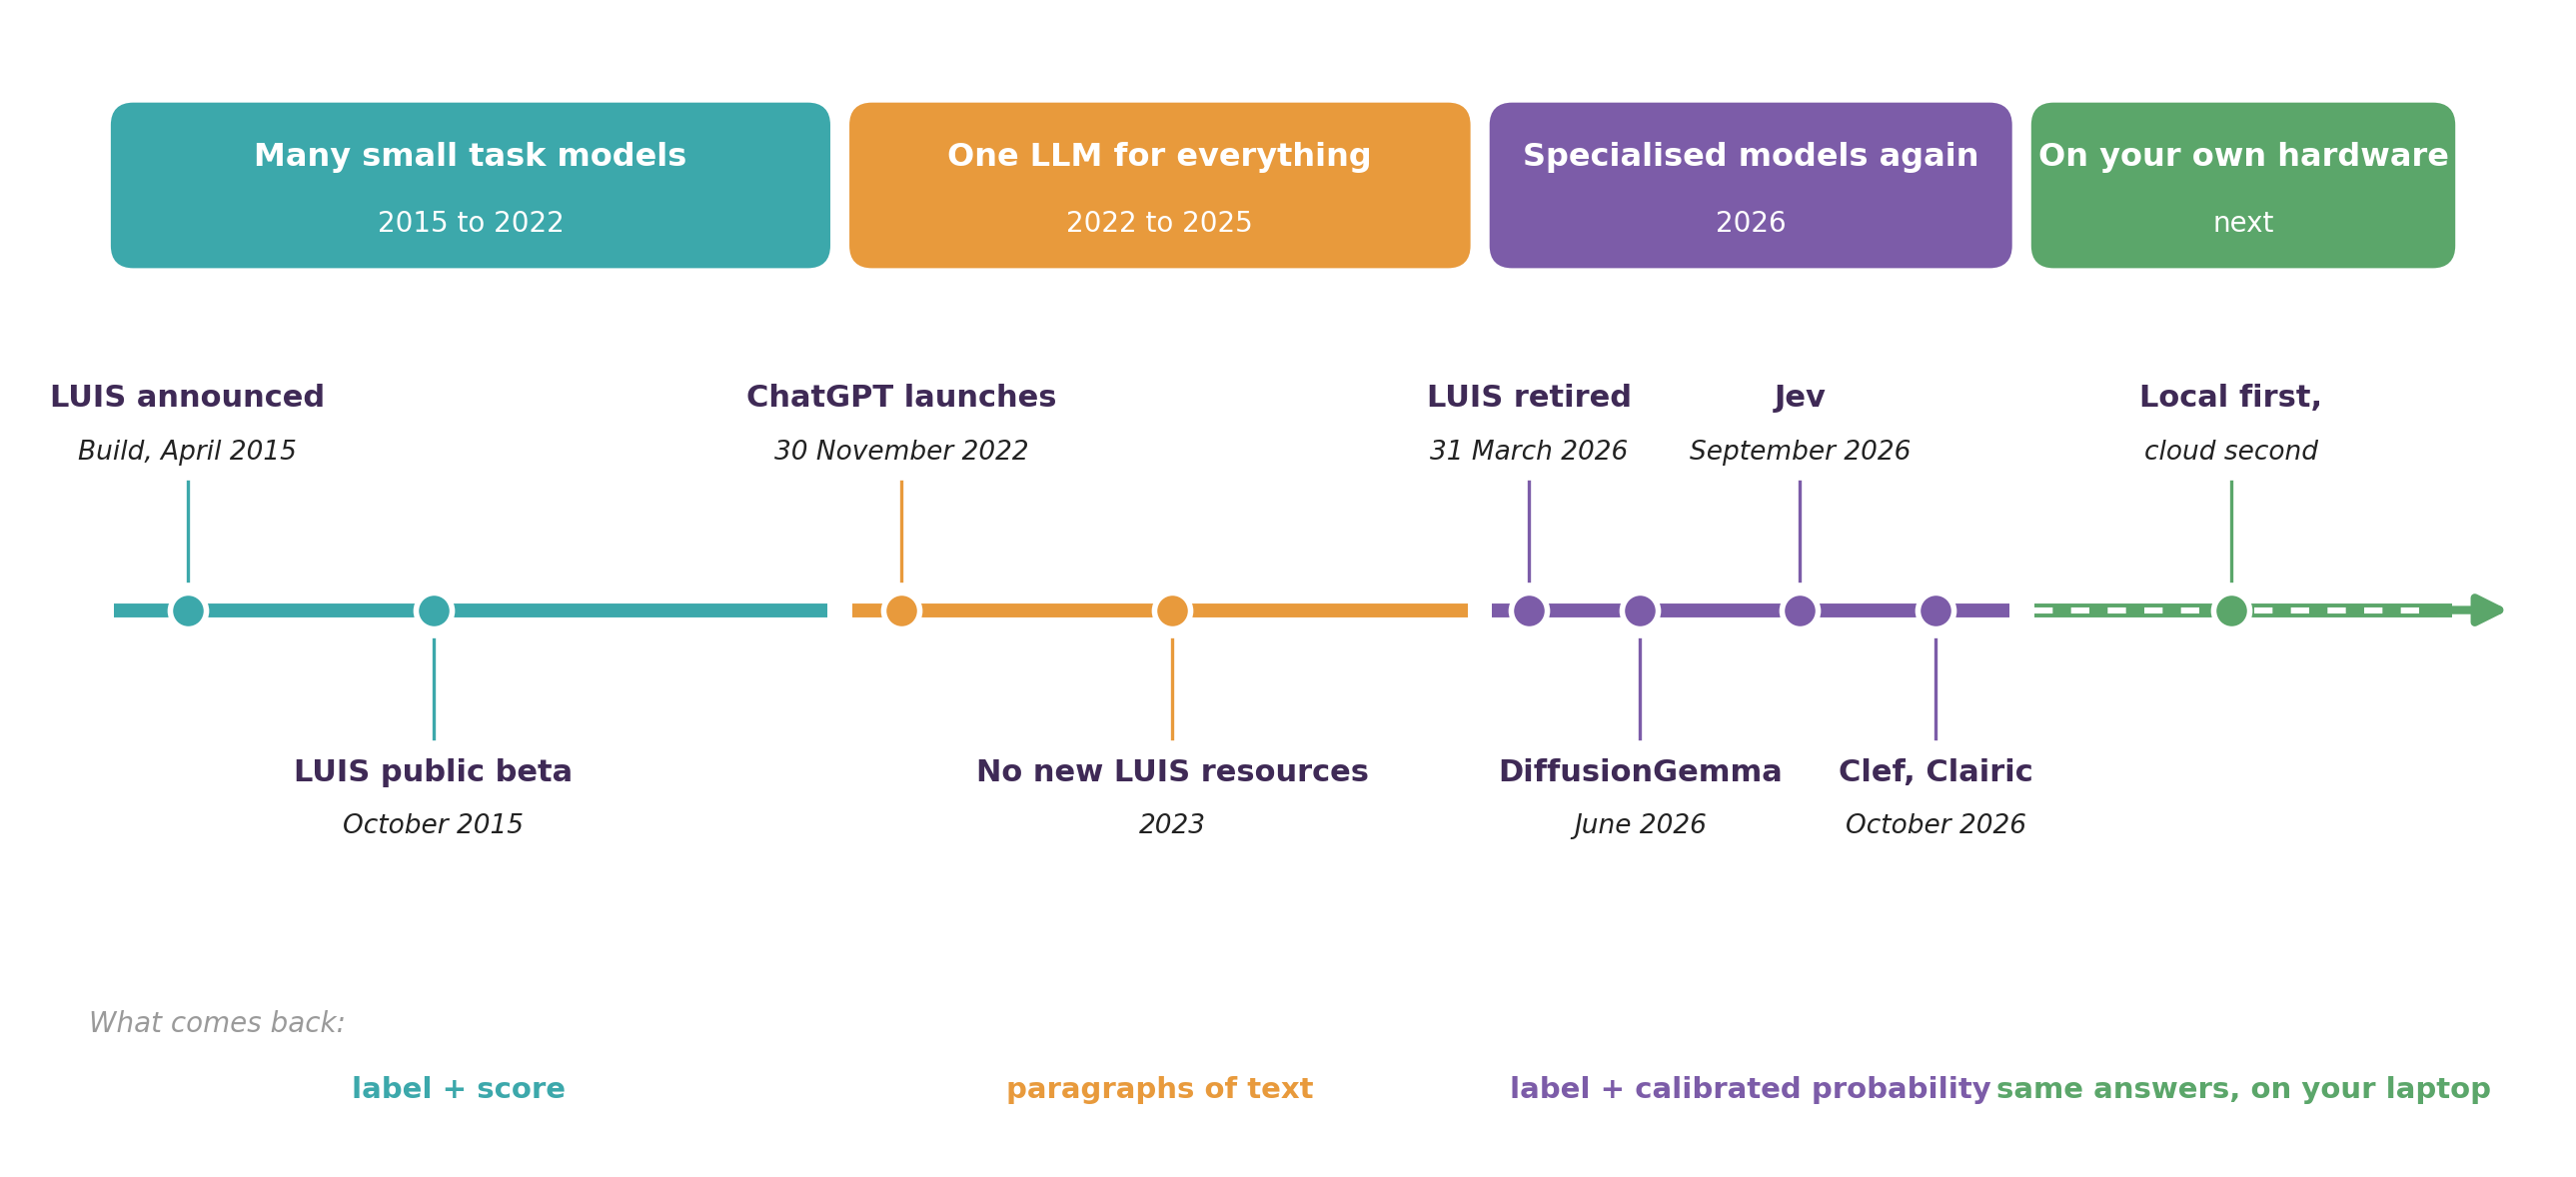 Many small task models
2015 to 2022
One LLM for everything
2022 to 2025
Specialised models again
2026
On your own hardware
next
LUIS announced
Build, April 2015
ChatGPT launches
30 November 2022
LUIS retired
31 March 2026
Jev
September 2026
Local first,
cloud second
LUIS public beta
October 2015
No new LUIS resources
2023
DiffusionGemma
June 2026
Clef, Clairic
October 2026
What comes back:
label + score
paragraphs of text
label + calibrated probability
same answers, on your laptop